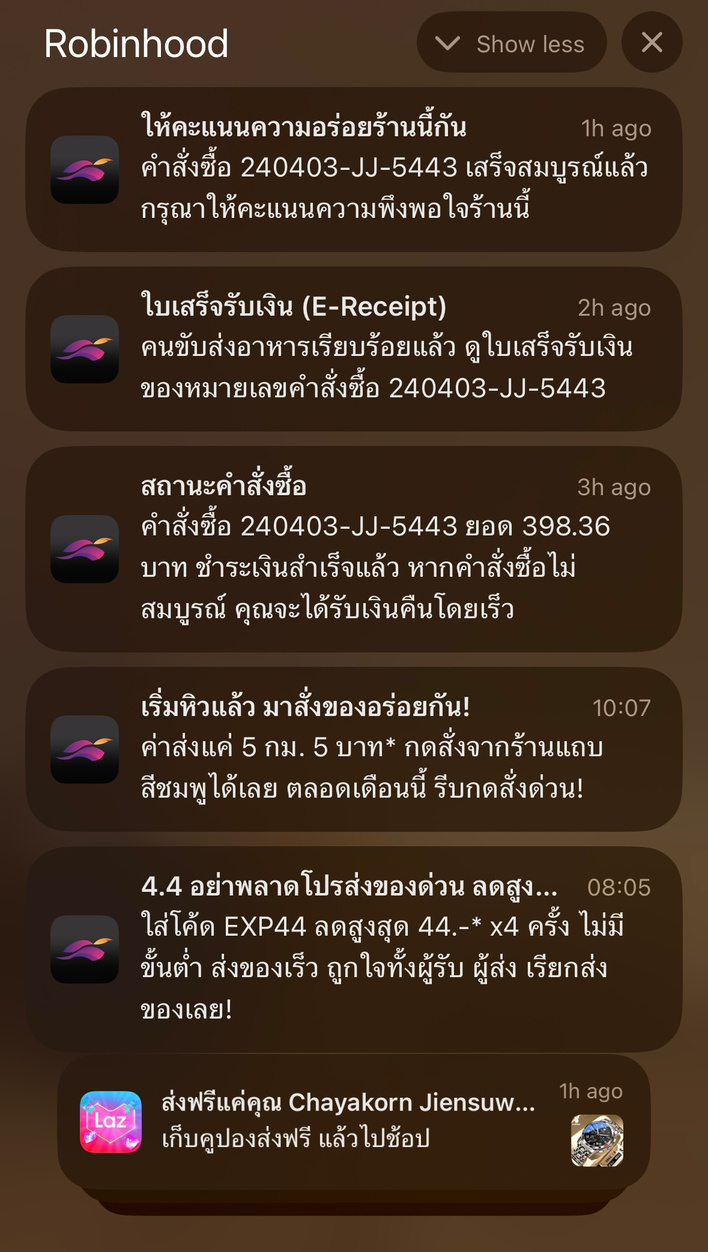 Robinhood
Show less
ให้คะแนนความอร่อยร้านนี้กัน
1h ago
คำสั่งซื้อ 240403-JJ-5443 เสร็จสมบูรณ์แล้ว
กรุณาให้คะแนนความพึงพอใจร้านนี้
ใบเสร็จรับเงิน (E-Receipt)
2h ago
คนขับส่งอาหารเรียบร้อยแล้ว ดูใบเสร็จรับเงิน
ของหมายเลขคำสั่งซื้อ 240403-JJ-5443
สถานะคำสั่งซื้อ
3h ago
คำสั่งซื้อ 240403-JJ-5443 ยอด 398.36
บาท ชำระเงินสำเร็จแล้ว หากคำสั่งซื้อไม่
สมบูรณ์ คุณจะได้รับเงินคืนโดยเร็ว
เริ่มหิวแล้ว มาสั่งของอร่อยกัน!
10:07
ค่าส่งแค่ 5 กม. 5 บาท* กดสั่งจากร้านแถบ
สีชมพูได้เลย ตลอดเดือนนี้ รีบกดสั่งด่วน!
4.4 อย่าพลาดโปรส่งของด่วน ลดสูง...
08:05
ใส่โค้ด EXP44 ลดสูงสุด 44.-* x4 ครั้ง ไม่มี
ขั้นต่ำ ส่งของเร็ว ถูกใจทั้งผู้รับ ผู้ส่ง เรียกส่ง
ของเลย!
Laz
ส่งฟรีแค่คุณ Chayakorn Jiensuw...
1h ago
เก็บคูปองส่งฟรี แล้วไปช้อป